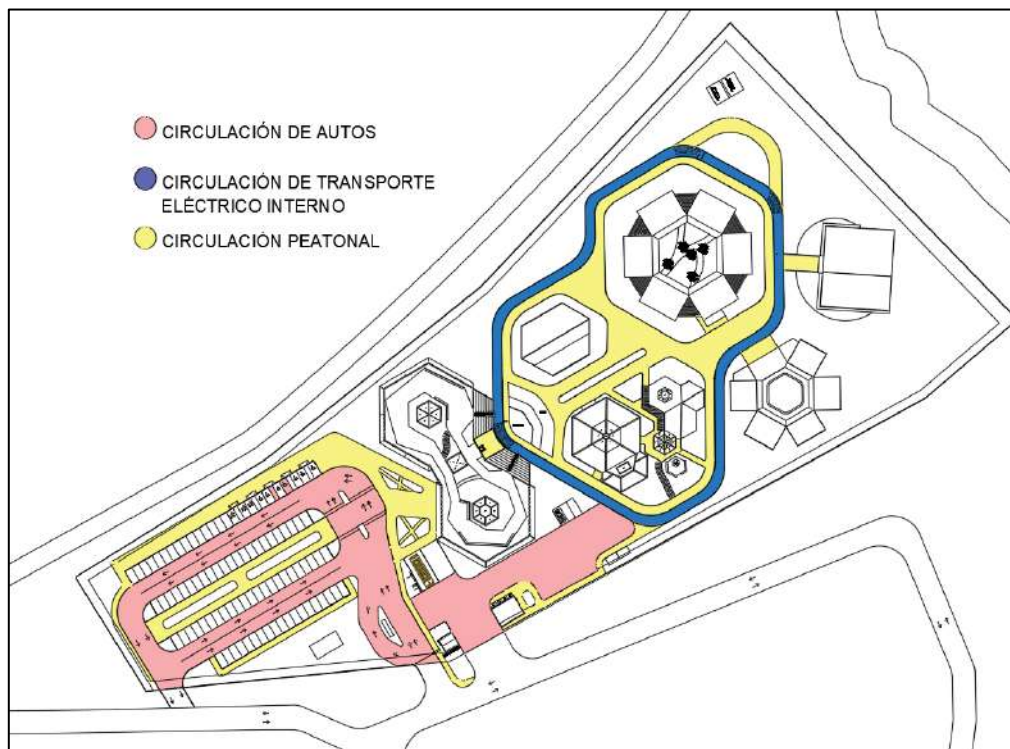 CIRCULACIÓN DE AUTOS
CIRCULACIÓN DE TRANSPORTE
ELÉCTRICO INTERNO
CIRCULACIÓN PEATONAL